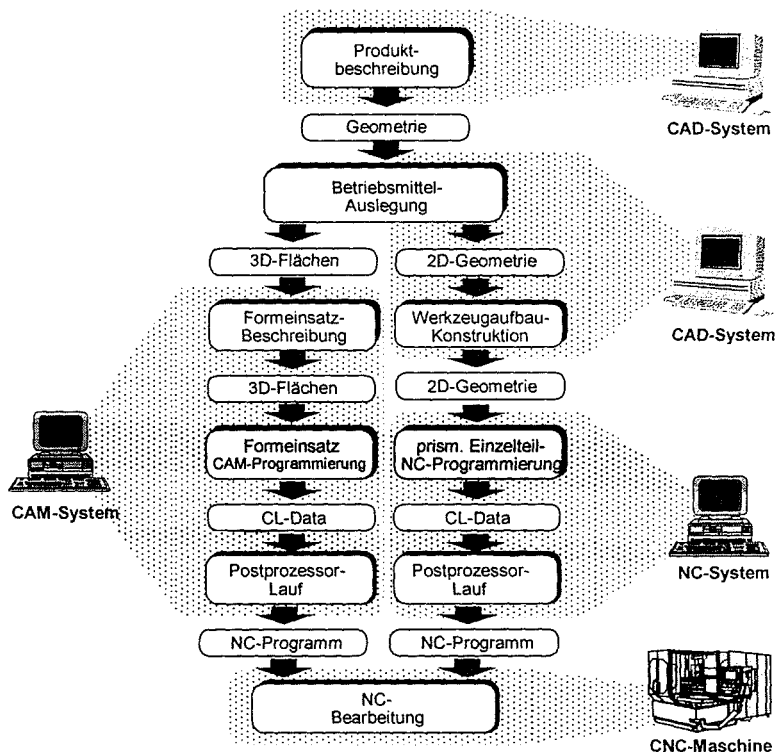 Produkt-
beschreibung
CAD-System
Geometrie
Betriebsmittel-
Auslegung
3D-Flächen
2D-Geometrie
CAD-System
Formeinsatz-
Beschreibung
Werkzeugaufbau-
Konstruktion
3D-Flächen
2D-Geometrie
Formeinsatz
CAM-Programmierung
prism. Einzelteil-
NC-Programmierung
CAM-System
CL-Data
CL-Data
NC-System
Postprozessor-
Lauf
Postprozessor-
Lauf
NC-Programm
NC-Programm
NC-
Bearbeitung
CNC-Maschine